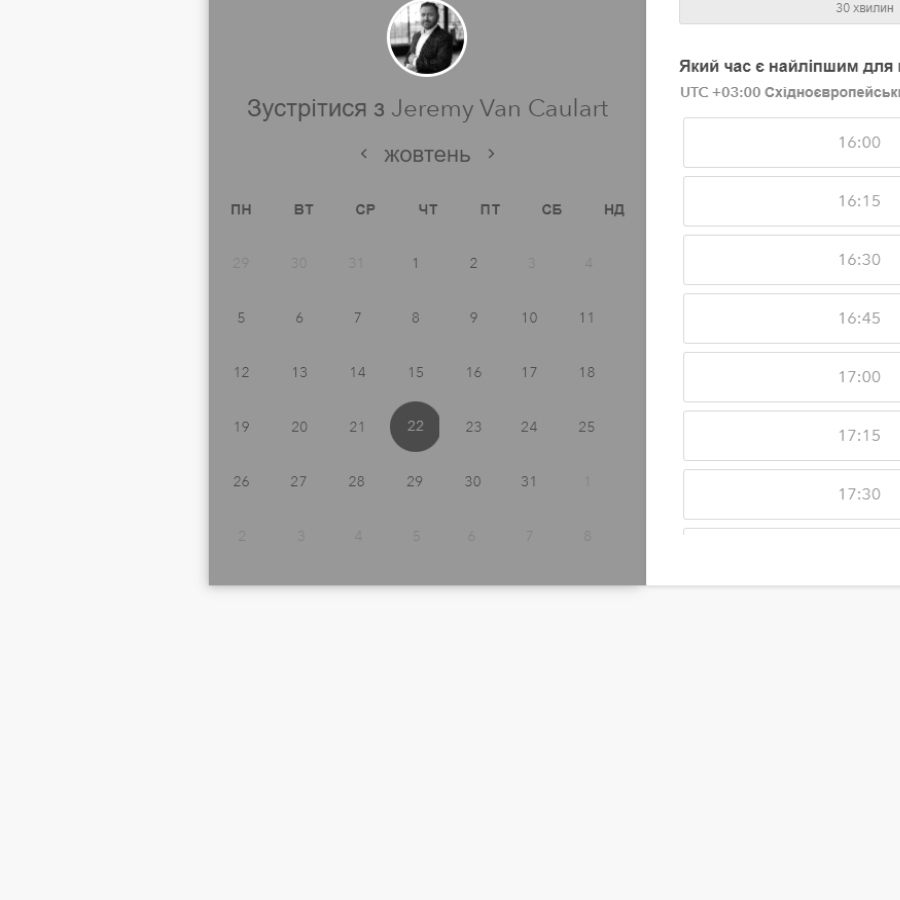 30 хвилин
Який час є найліпшим для
UTC +03:00
16:00
16:15
16:30
16:45
17:00
17:15
17:30
Зустрітися з Jeremy Van Caulart
жовтень
ПН ВТ СР ЧТ ПТ СБ НД
29 30 31 1 2 3 4
5 6 7 8 9 10 11
12 13 14 15 16 17 18
19 20 21 22 23 24 25
26 27 28 29 30 31 1
2 3 4 5 6 7 8